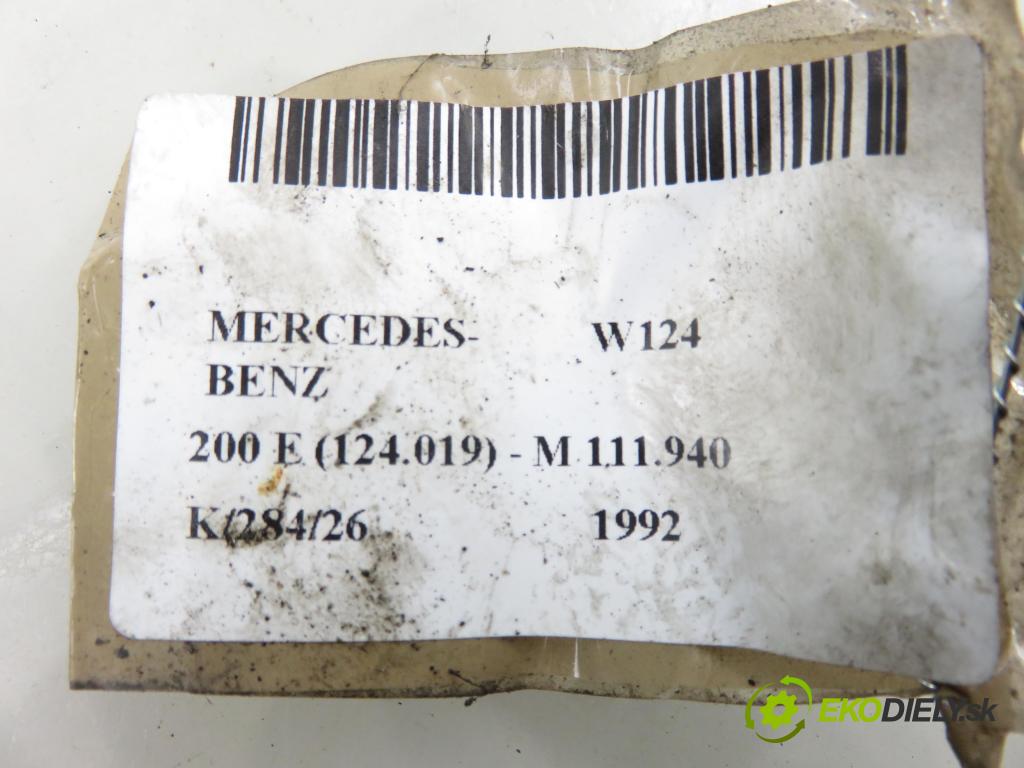 MERCEDES- W124
BENZ
200 E (124.019) - M 111.940
K/284/26 1992
EKODIELY.sk